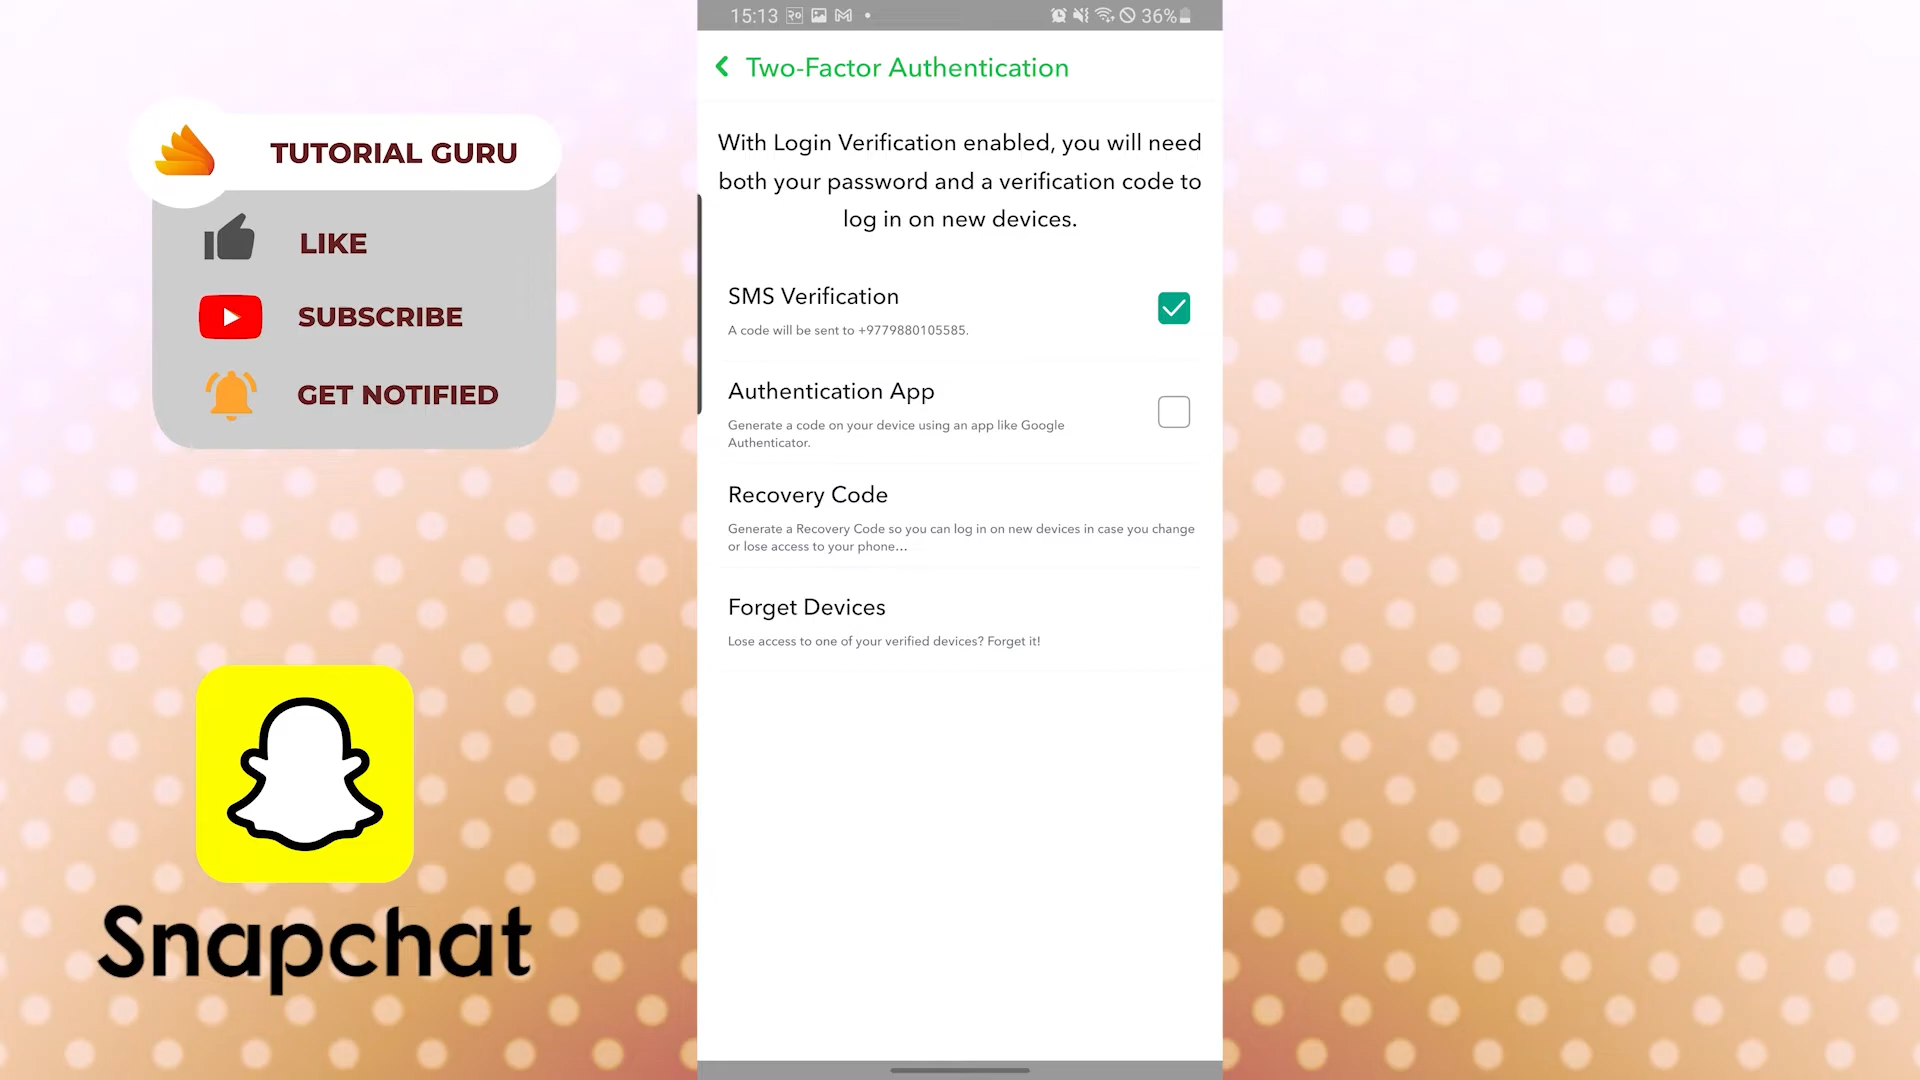 15:13 २०
36%
Two-Factor Authentication
With Login Verification enabled, you will need
both your password and a verification code to
log in on new devices.
SMS Verification
A code will be sent to +9779880105585.
Authentication App
Generate a code on your device using an app like Google
Authenticator.
Recovery Code
Generate a Recovery Code so you can log in on new devices in case you change
or lose access to your phone...
Forget Devices
Lose access to one of your verified devices? Forget it!
TUTORIAL GURU
LIKE
SUBSCRIBE
GET NOTIFIED
Snapchat